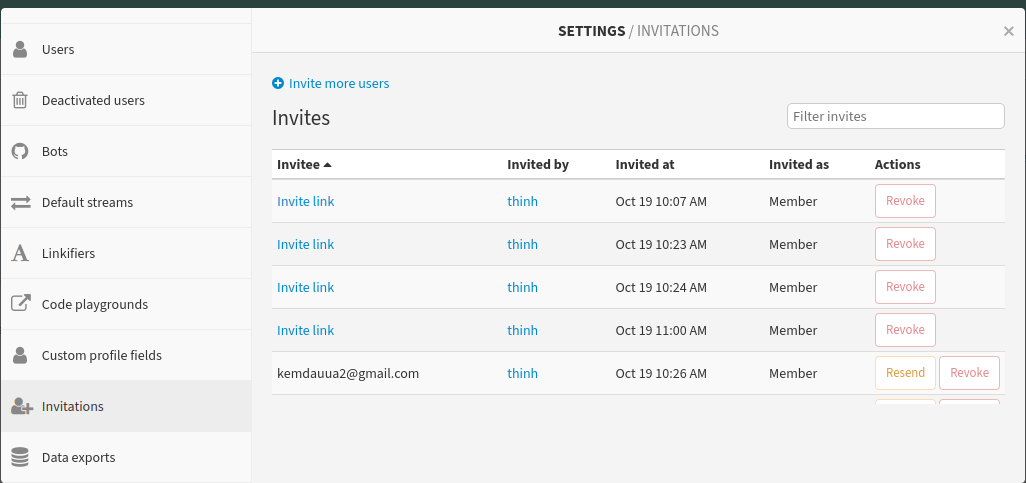 SETTINGS / INVITATIONS
×
Users
Deactivated users
Bots
Default streams
Linkifiers
Code playgrounds
Custom profile fields
Invitations
Data exports
Invite more users
Invites
Filter invites
Invitee Invited by Invited at Invited as Actions
Invite link thinh Oct 19 10:07 AM Member Revoke
Invite link thinh Oct 19 10:23 AM Member Revoke
Invite link thinh Oct 19 10:24 AM Member Revoke
Invite link thinh Oct 19 11:00 AM Member Revoke
kemdauua2@gmail.com thinh Oct 19 10:26 AM Member Resend Revoke